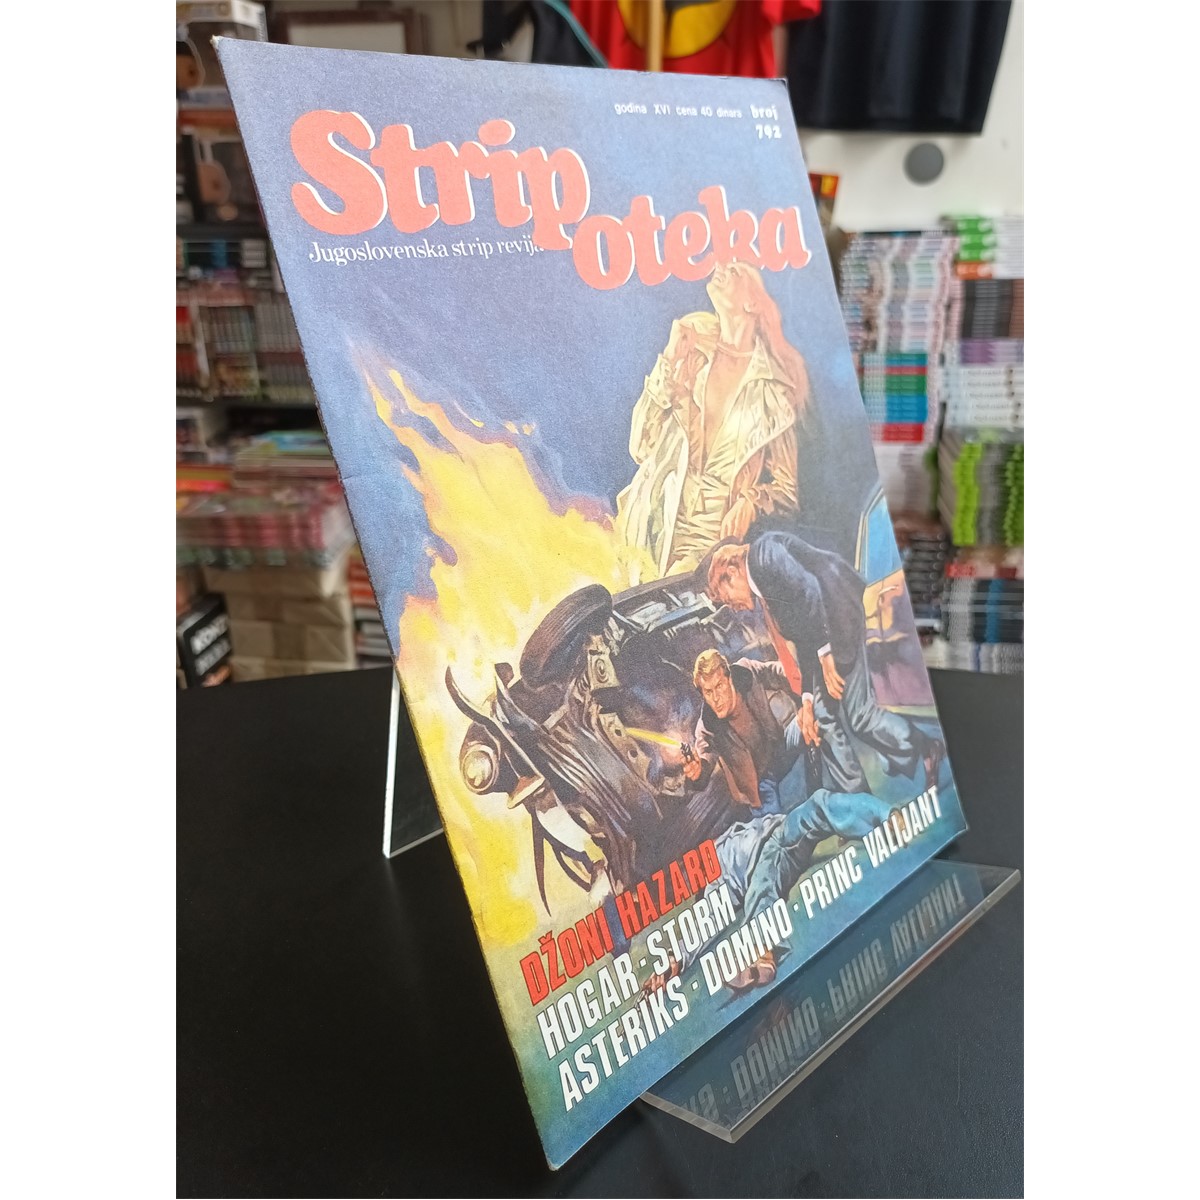 godina XVI cena 40 dinara broj
792
Strip
oteka
Jugoslovenska strip revija
DŽONI HAZARD
HOGAR · STORM
ASTERIKS · DOMINO · PRINC VALIJANT